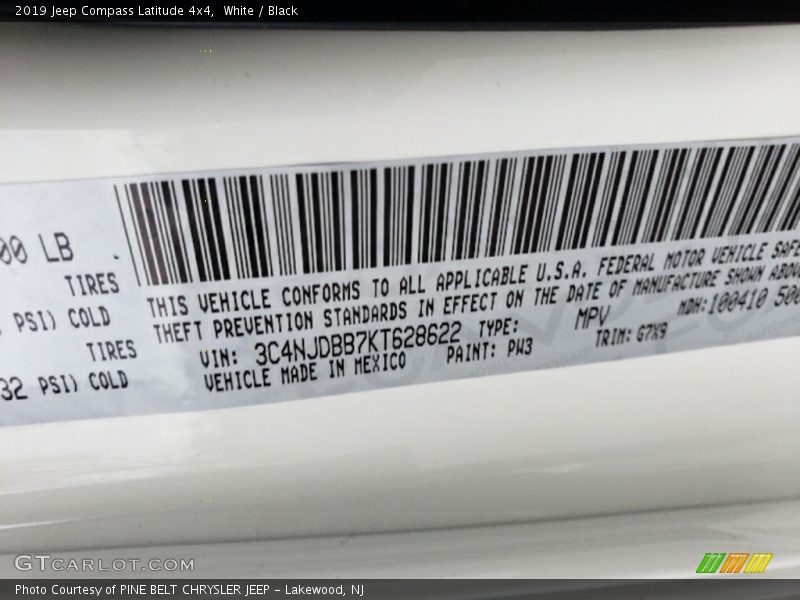 2019 Jeep Compass Latitude 4x4,  White / Black
00 LB
TIRES
PSI) COLD
TIRES
32 PSI) COLD
THIS VEHICLE CONFORMS TO ALL APPLICABLE U.S.A. FEDERAL MOTOR VEHICLE SAFE
THEFT PREVENTION STANDARDS IN EFFECT ON THE DATE OF MANUFACTURE SHOWN ABOV
VIN: 3C4NJDBB7KT628622 TYPE: MPV MDH:100410 500
VEHICLE MADE IN MEXICO PAINT: PW3 TRIM: G7X9
GTCARLOT.COM
Photo Courtesy of PINE BELT CHRYSLER JEEP - Lakewood, NJ